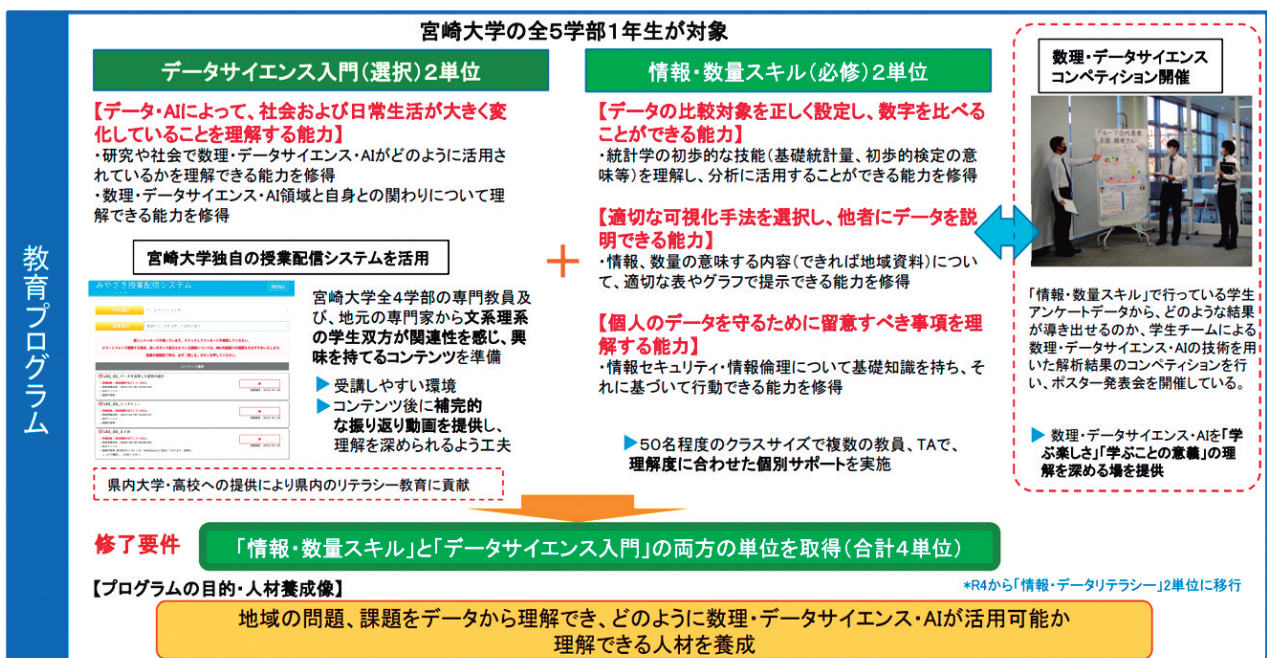 宮崎大学の全5学部1年生が対象
教育プログラム
データサイエンス入門(選択)2単位
【データ・AIによって、社会および日常生活が大きく変
化していることを理解する能力】
・研究や社会で数理・データサイエンス・AIがどのように活用さ
れているかを理解できる能力を修得
・数理・データサイエンス・AI領域と自身との関わりについて理
解できる能力を修得
宮崎大学独自の授業配信システムを活用
みやざき授業配信システム
MENU
宮崎大学全4学部の専門教員及
び、地元の専門家から文系理系
の学生双方が関連性を感じ、興
味を持てるコンテンツを準備
▶受講しやすい環境
▶コンテンツ後に補完的
な振り返り動画を提供し、
理解を深められるよう工夫
県内大学・高校への提供により県内のリテラシー教育に貢献
+
情報・数量スキル(必修)2単位
【データの比較対象を正しく設定し、数字を比べる
ことができる能力】
・統計学の初歩的な技能(基礎統計量、初歩的検定の意
味等)を理解し、分析に活用することができる能力を修得
【適切な可視化手法を選択し、他者にデータを説
明できる能力】
・情報、数量の意味する内容(できれば地域資料)につい
て、適切な表やグラフで提示できる能力を修得
【個人のデータを守るために留意すべき事項を理
解する能力】
・情報セキュリティ・情報倫理について基礎知識を持ち、そ
れに基づいて行動できる能力を修得
▶50名程度のクラスサイズで複数の教員、TAで、
理解度に合わせた個別サポートを実施
数理・データサイエンス
コンペティション開催
「情報・数量スキル」で行っている学生
アンケートデータから、どのような結果
が導き出せるのか、学生チームによる
数理・データサイエンス・AIの技術を用
いた解析結果のコンペティションを行
い、ポスター発表会を開催している。
▶ 数理・データサイエンス・AIを「学
ぶ楽しさ」「学ぶことの意義」の理
解を深める場を提供
修了要件
「情報・数量スキル」と「データサイエンス入門」の両方の単位を取得(合計4単位)
*R4から「情報・データリテラシー」2単位に移行
【プログラムの目的・人材養成像】
地域の問題、課題をデータから理解でき、どのように数理・データサイエンス・AIが活用可能か
理解できる人材を養成